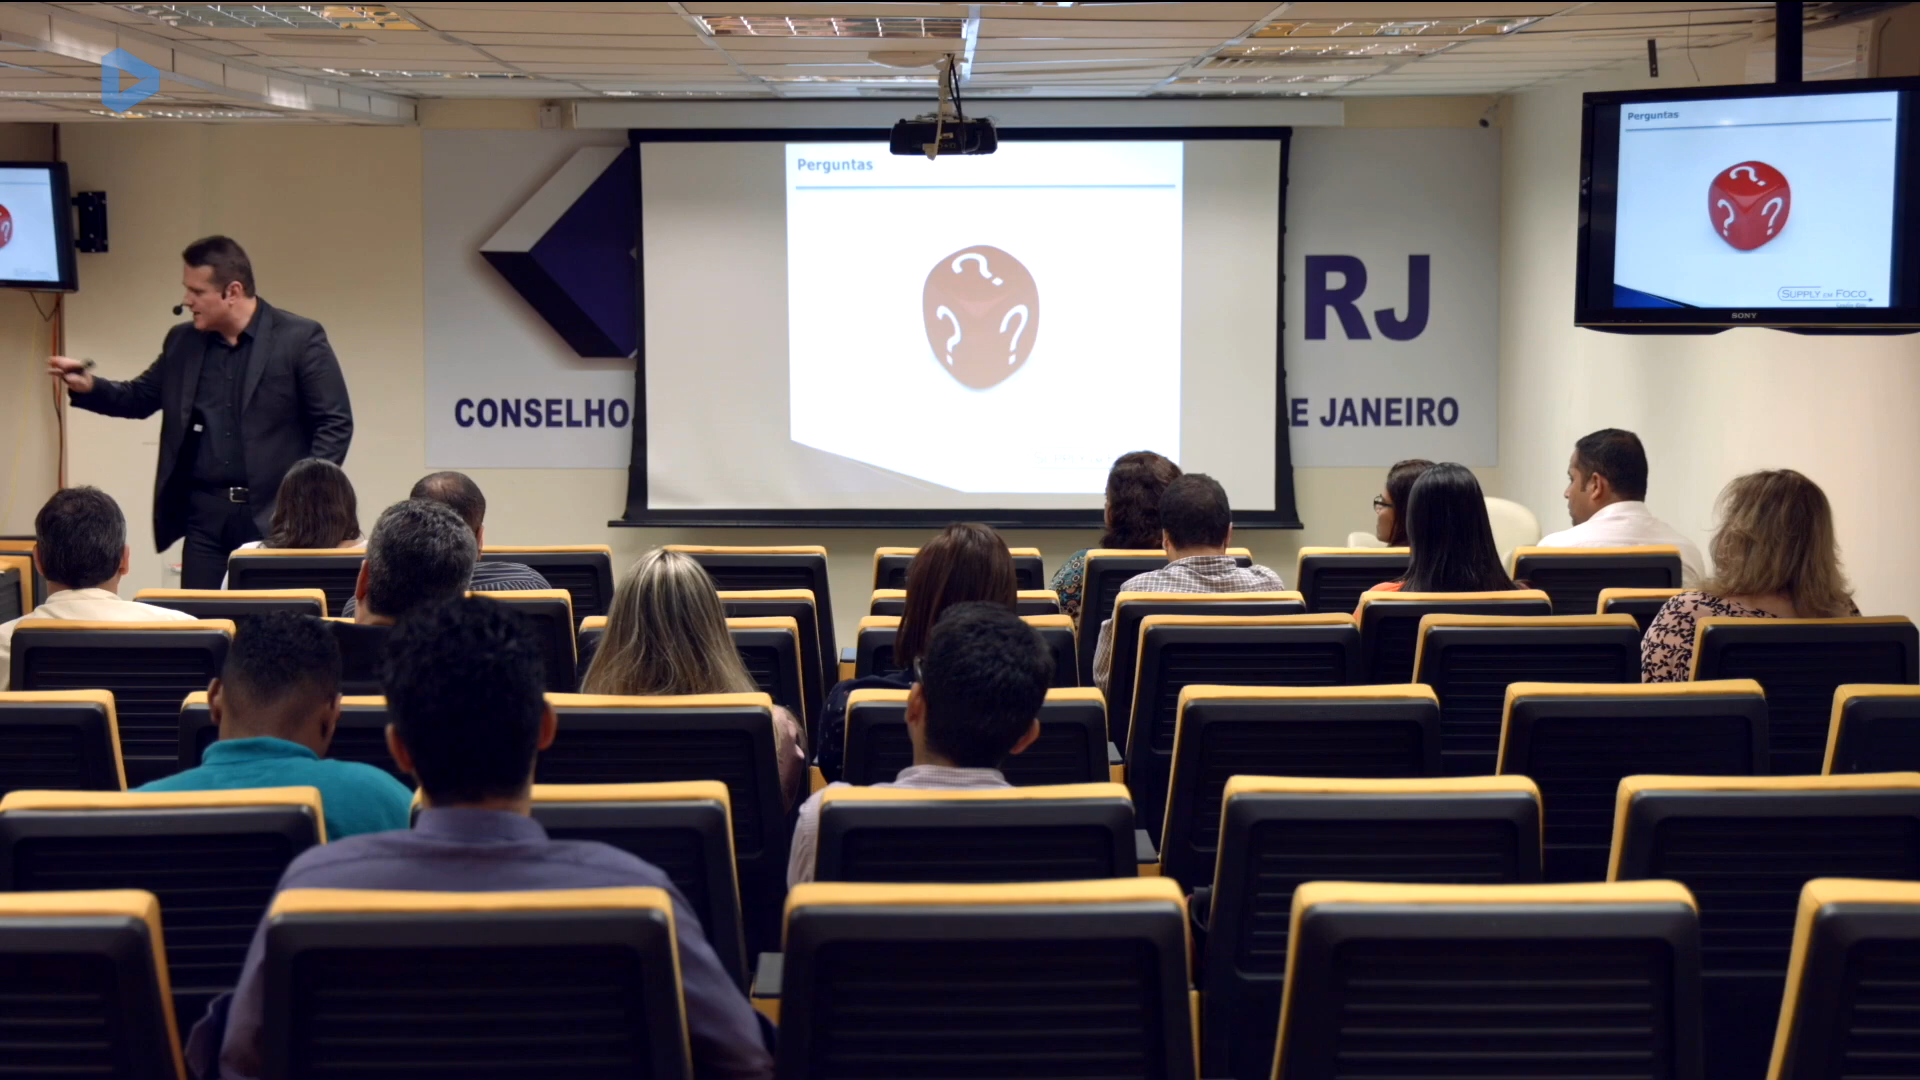 Perguntas
? ? ?
RJ
CONSELHO
E JANEIRO
Perguntas
? ? ?
SUPPLY EM FOCO
SONY
?